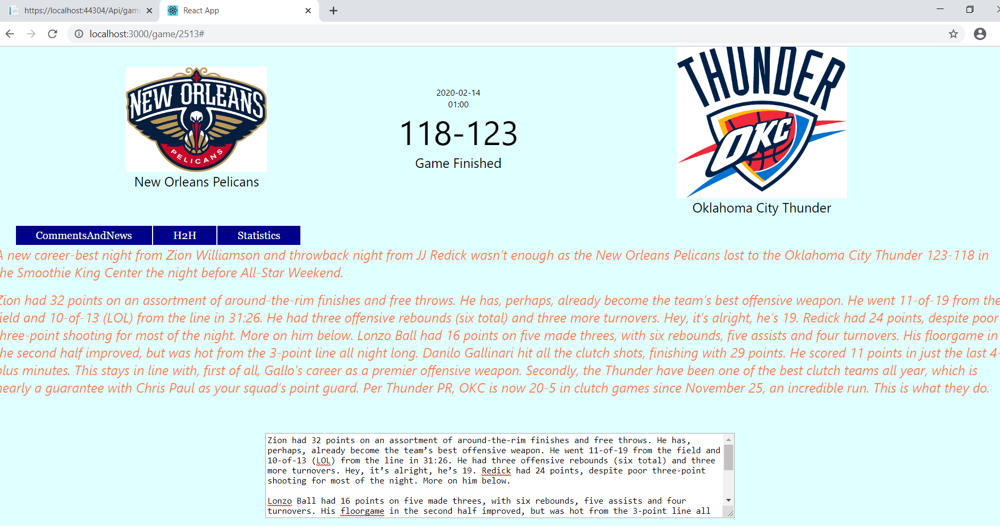 https://localhost:44304/Api/gam
React App
localhost:3000/game/2513#
NEW ORLEANS
PELICANS
New Orleans Pelicans
2020-02-14
01:00
118-123
Game Finished
THUNDER
OKC
Oklahoma City Thunder
CommentsAndNews
H2H
Statistics
A new career-best night from Zion Williamson and throwback night from JJ Redick wasn’t enough as the New Orleans Pelicans lost to the Oklahoma City Thunder 123-118 in
he Smoothie King Center the night before All-Star Weekend.
Zion had 32 points on an assortment of around-the-rim finishes and free throws. He has, perhaps, already become the team’s best offensive weapon. He went 11-of-19 from the
ield and 10-of-13 (LOL) from the line in 31:26. He had three offensive rebounds (six total) and three more turnovers. Hey, it’s alright, he’s 19. Redick had 24 points, despite poor
hree-point shooting for most of the night. More on him below. Lonzo Ball had 16 points on five made threes, with six rebounds, five assists and four turnovers. His floorgame in
he second half improved, but was hot from the 3-point line all night long. Danilo Gallinari hit all the clutch shots, finishing with 29 points. He scored 11 points in just the last 4-
plus minutes. This stays in line with, first of all, Gallo’s career as a premier offensive weapon. Secondly, the Thunder have been one of the best clutch teams all year, which is
nearly a guarantee with Chris Paul as your squad’s point guard. Per Thunder PR, OKC is now 20-5 in clutch games since November 25, an incredible run. This is what they do.
Zion had 32 points on an assortment of around-the-rim finishes and free throws. He has,
perhaps, already become the team’s best offensive weapon. He went 11-of-19 from the field and
10-of-13 (LOL) from the line in 31:26. He had three offensive rebounds (six total) and three
more turnovers. Hey, it’s alright, he’s 19. Redick had 24 points, despite poor three-point
shooting for most of the night. More on him below.
Lonzo Ball had 16 points on five made threes, with six rebounds, five assists and four
turnovers. His floorgame in the second half improved, but was hot from the 3-point line all